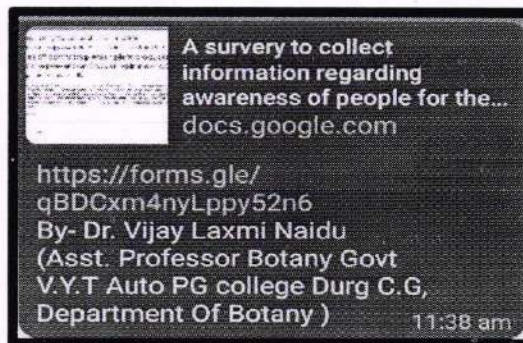 A survery to collect
information regarding
awareness of people for the...
docs.google.com
https://forms.gle/
qBDCxm4nyLppy52n6
By- Dr. Vijay Laxmi Naidu
(Asst. Professor Botany Govt
V.Y.T Auto PG college Durg C.G,
Department Of Botany )
11:38 am